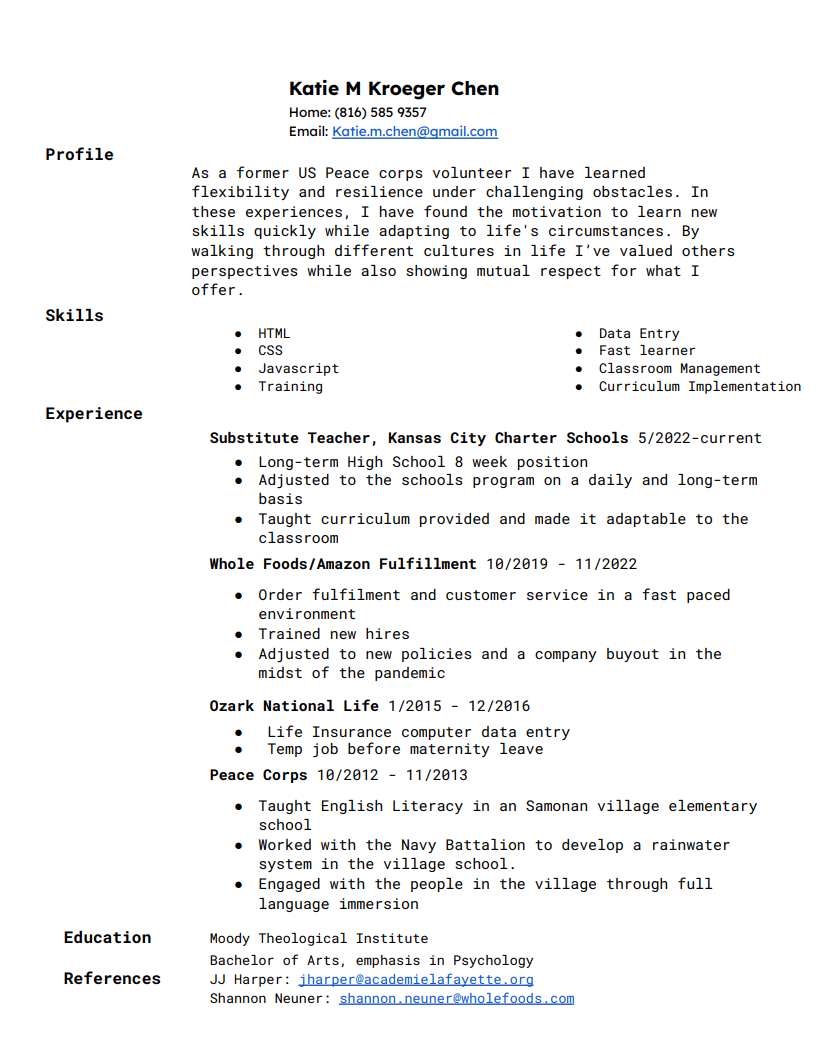 Katie M Kroeger Chen
Home: (816) 585 9357
Email: Katie.m.chen@gmail.com
Profile
As a former US Peace corps volunteer I have learned
flexibility and resilience under challenging obstacles. In
these experiences, I have found the motivation to learn new
skills quickly while adapting to life's circumstances. By
walking through different cultures in life I’ve valued others
perspectives while also showing mutual respect for what I
offer.
Skills
● HTML
● CSS
● Javascript
● Training
● Data Entry
● Fast learner
● Classroom Management
● Curriculum Implementation
Experience
Substitute Teacher, Kansas City Charter Schools 5/2022-current
● Long-term High School 8 week position
● Adjusted to the schools program on a daily and long-term
basis
● Taught curriculum provided and made it adaptable to the
classroom
Whole Foods/Amazon Fulfillment 10/2019 - 11/2022
● Order fulfilment and customer service in a fast paced
environment
● Trained new hires
● Adjusted to new policies and a company buyout in the
midst of the pandemic
Ozark National Life 1/2015 - 12/2016
● Life Insurance computer data entry
● Temp job before maternity leave
Peace Corps 10/2012 - 11/2013
● Taught English Literacy in an Samonan village elementary
school
● Worked with the Navy Battalion to develop a rainwater
system in the village school.
● Engaged with the people in the village through full
language immersion
Education
Moody Theological Institute
Bachelor of Arts, emphasis in Psychology
References
JJ Harper: jharper@academielafayette.org
Shannon Neuner: shannon.neuner@wholefoods.com